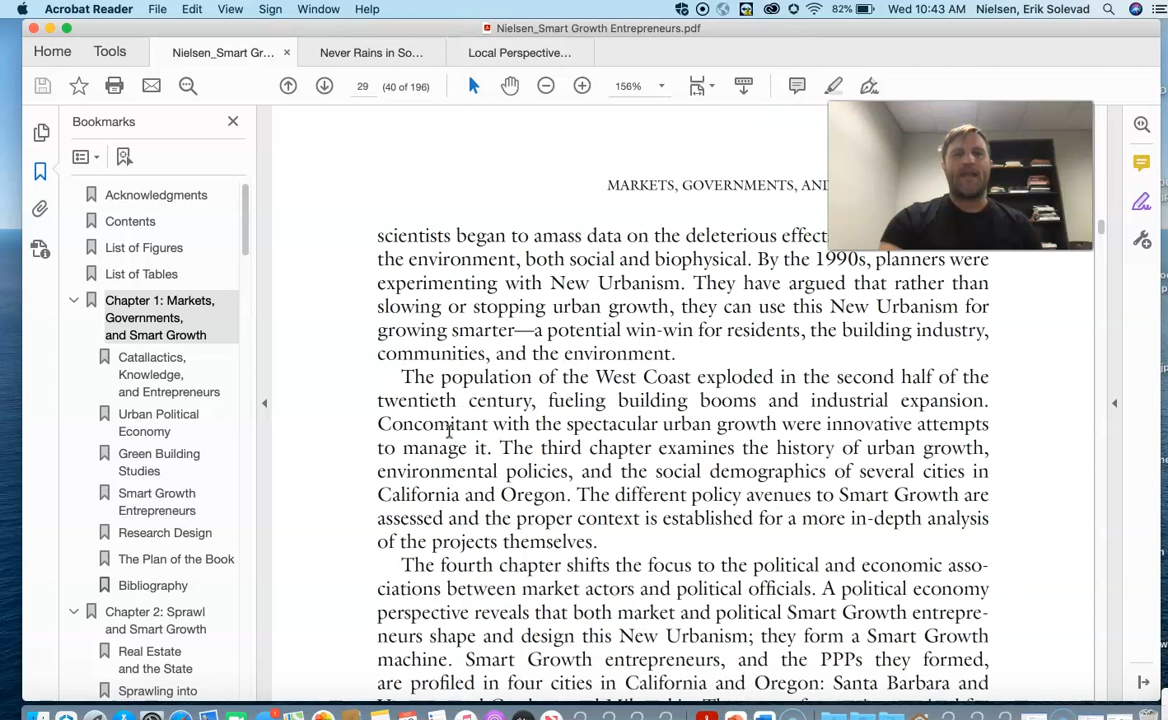 Acrobat Reader File Edit View Sign Window Help 82% Wed 10:43 AM Nielsen, Erik Solevad
Nielsen_Smart Growth Entrepreneurs.pdf
Home Tools Nielsen_Smart Gr... × Never Rains in So... Local Perspective...
29 (40 of 196) 156%
Bookmarks
Acknowledgments
Contents
List of Figures
List of Tables
Chapter 1: Markets,
Governments,
and Smart Growth
Catallactics,
Knowledge,
and Entrepreneurs
Urban Political
Economy
Green Building
Studies
Smart Growth
Entrepreneurs
Research Design
The Plan of the Book
Bibliography
Chapter 2: Sprawl
and Smart Growth
Real Estate
and the State
Sprawling into
MARKETS, GOVERNMENTS, AND
scientists began to amass data on the deleterious effect
the environment, both social and biophysical. By the 1990s, planners were
experimenting with New Urbanism. They have argued that rather than
slowing or stopping urban growth, they can use this New Urbanism for
growing smarter—a potential win-win for residents, the building industry,
communities, and the environment.
The population of the West Coast exploded in the second half of the
twentieth century, fueling building booms and industrial expansion.
Concomitant with the spectacular urban growth were innovative attempts
to manage it. The third chapter examines the history of urban growth,
environmental policies, and the social demographics of several cities in
California and Oregon. The different policy avenues to Smart Growth are
assessed and the proper context is established for a more in-depth analysis
of the projects themselves.
The fourth chapter shifts the focus to the political and economic asso-
ciations between market actors and political officials. A political economy
perspective reveals that both market and political Smart Growth entrepre-
neurs shape and design this New Urbanism; they form a Smart Growth
machine. Smart Growth entrepreneurs, and the PPPs they formed,
are profiled in four cities in California and Oregon: Santa Barbara and